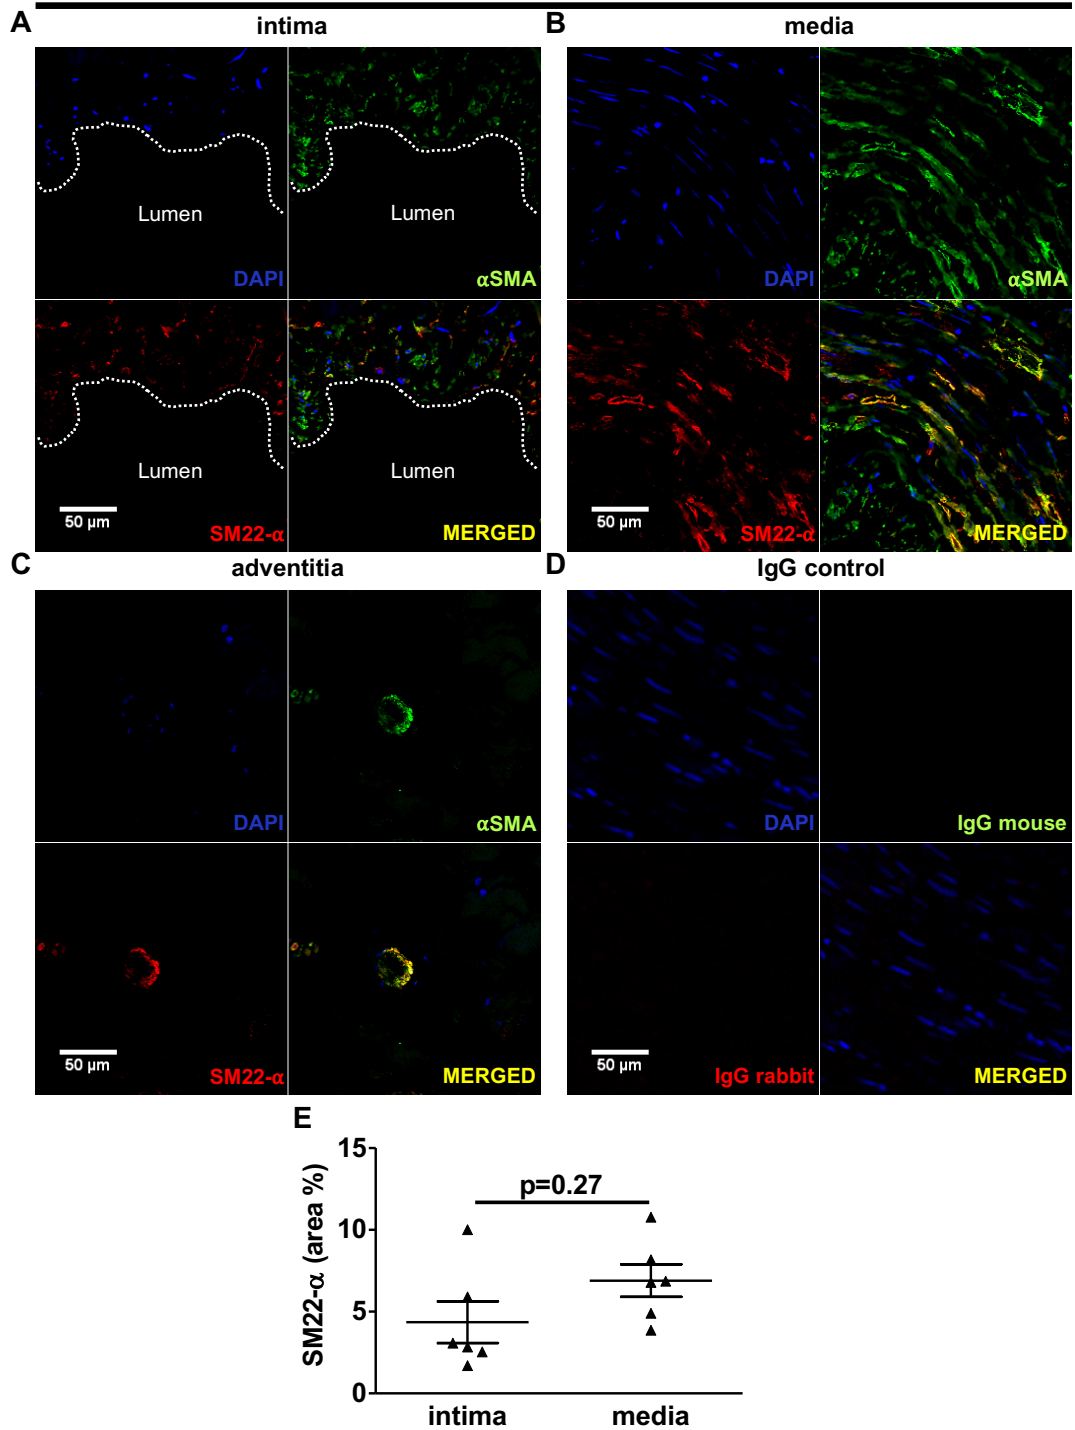 A
intima
Lumen
DAPI
Lumen
αSMA
Lumen
50 µm
SM22-α
Lumen
MERGED
B
media
DAPI
αSMA
50 µm
SM22-α
MERGED
C
adventitia
DAPI
αSMA
50 µm
SM22-α
MERGED
D
IgG control
DAPI
IgG mouse
50 µm
IgG rabbit
MERGED
E
SM22-α (area %)
15
10
5
0
p=0.27
intima
media